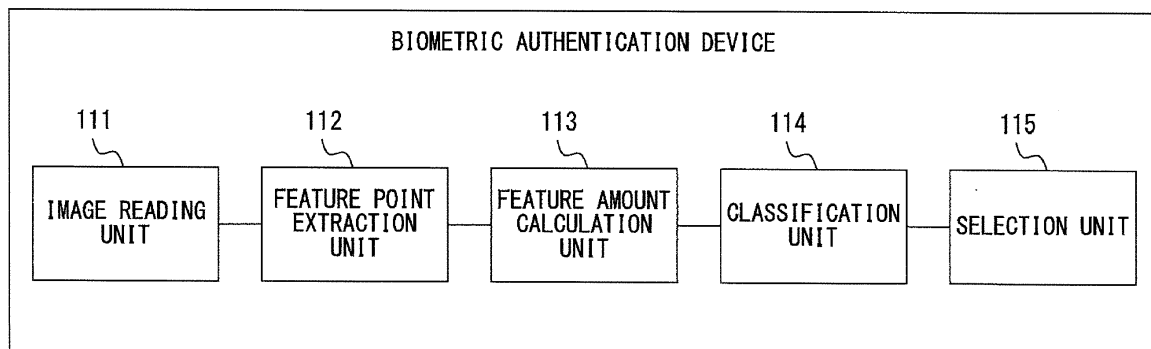 BIOMETRIC AUTHENTICATION DEVICE
111
112
113
114
115
IMAGE READING
UNIT
FEATURE POINT
EXTRACTION
UNIT
FEATURE AMOUNT
CALCULATION
UNIT
CLASSIFICATION
UNIT
SELECTION UNIT